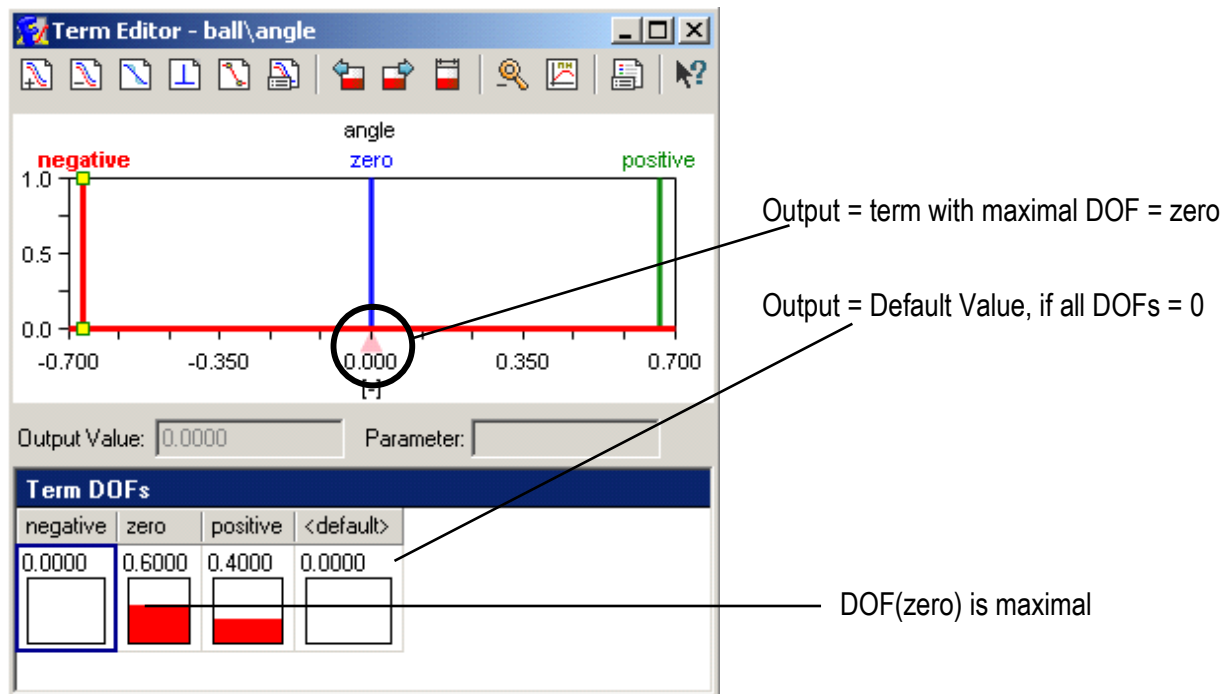 Term Editor - ball\angle
angle
negative zero positive
1.0
0.5
0.0
-0.700 -0.350 0.000 0.350 0.700
[-]
Output Value: 0.0000 Parameter:
Term DOFs
negative zero positive <default>
0.0000 0.6000 0.4000 0.0000
Output = term with maximal DOF = zero
Output = Default Value, if all DOFs = 0
DOF(zero) is maximal